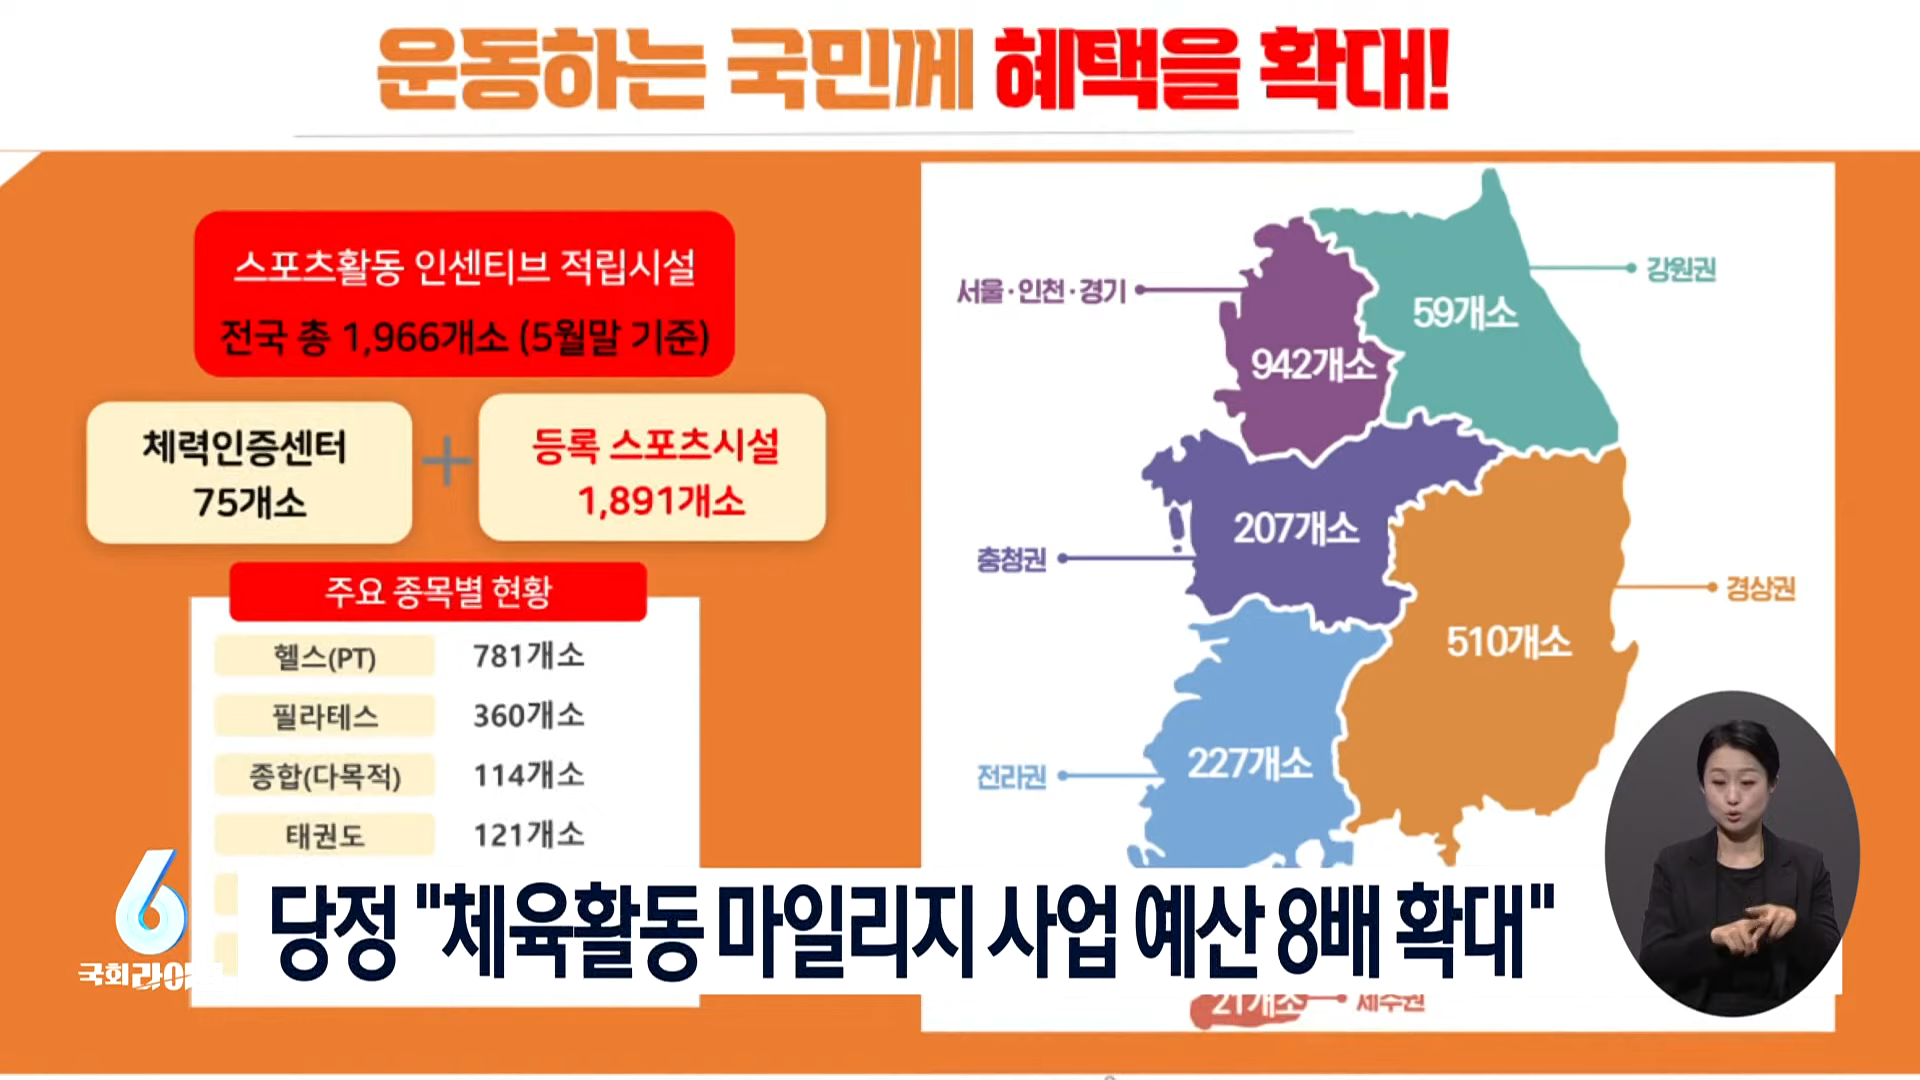 운동하는 국민께 혜택을 확대!
스포츠활동 인센티브 적립시설
전국 총 1,966개소 (5월말 기준)
체력인증센터
75개소
+
등록 스포츠시설
1,891개소
주요 종목별 현황
헬스(PT) 781개소
필라테스 360개소
종합(다목적) 114개소
태권도 121개소
서울·인천·경기
942개소
강원권
59개소
충청권
207개소
경상권
510개소
전라권
227개소
21개소
제주권
6
국회라이브
당정 "체육활동 마일리지 사업 예산 8배 확대"